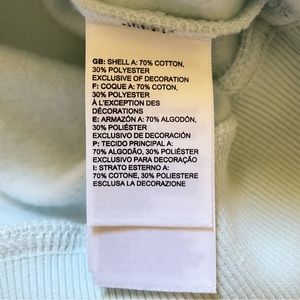 GB: SHELL A: 70% COTTON,
30% POLYESTER
EXCLUSIVE OF DECORATION
F: COQUE A: 70% COTON,
30% POLYESTER
À L'EXCEPTION DES
DÉCORATIONS
E: ARMAZÓN A: 70% ALGODÓN,
30% POLIÉSTER
EXCLUSIVO DE DECORACIÓN
P: TECIDO PRINCIPAL A:
70% ALGODÃO, 30% POLIÉSTER
EXCLUSIVO PARA DECORAÇÃO
I: STRATO ESTERNO A:
70% COTONE, 30% POLIESTERE
ESCLUSA LA DECORAZIONE